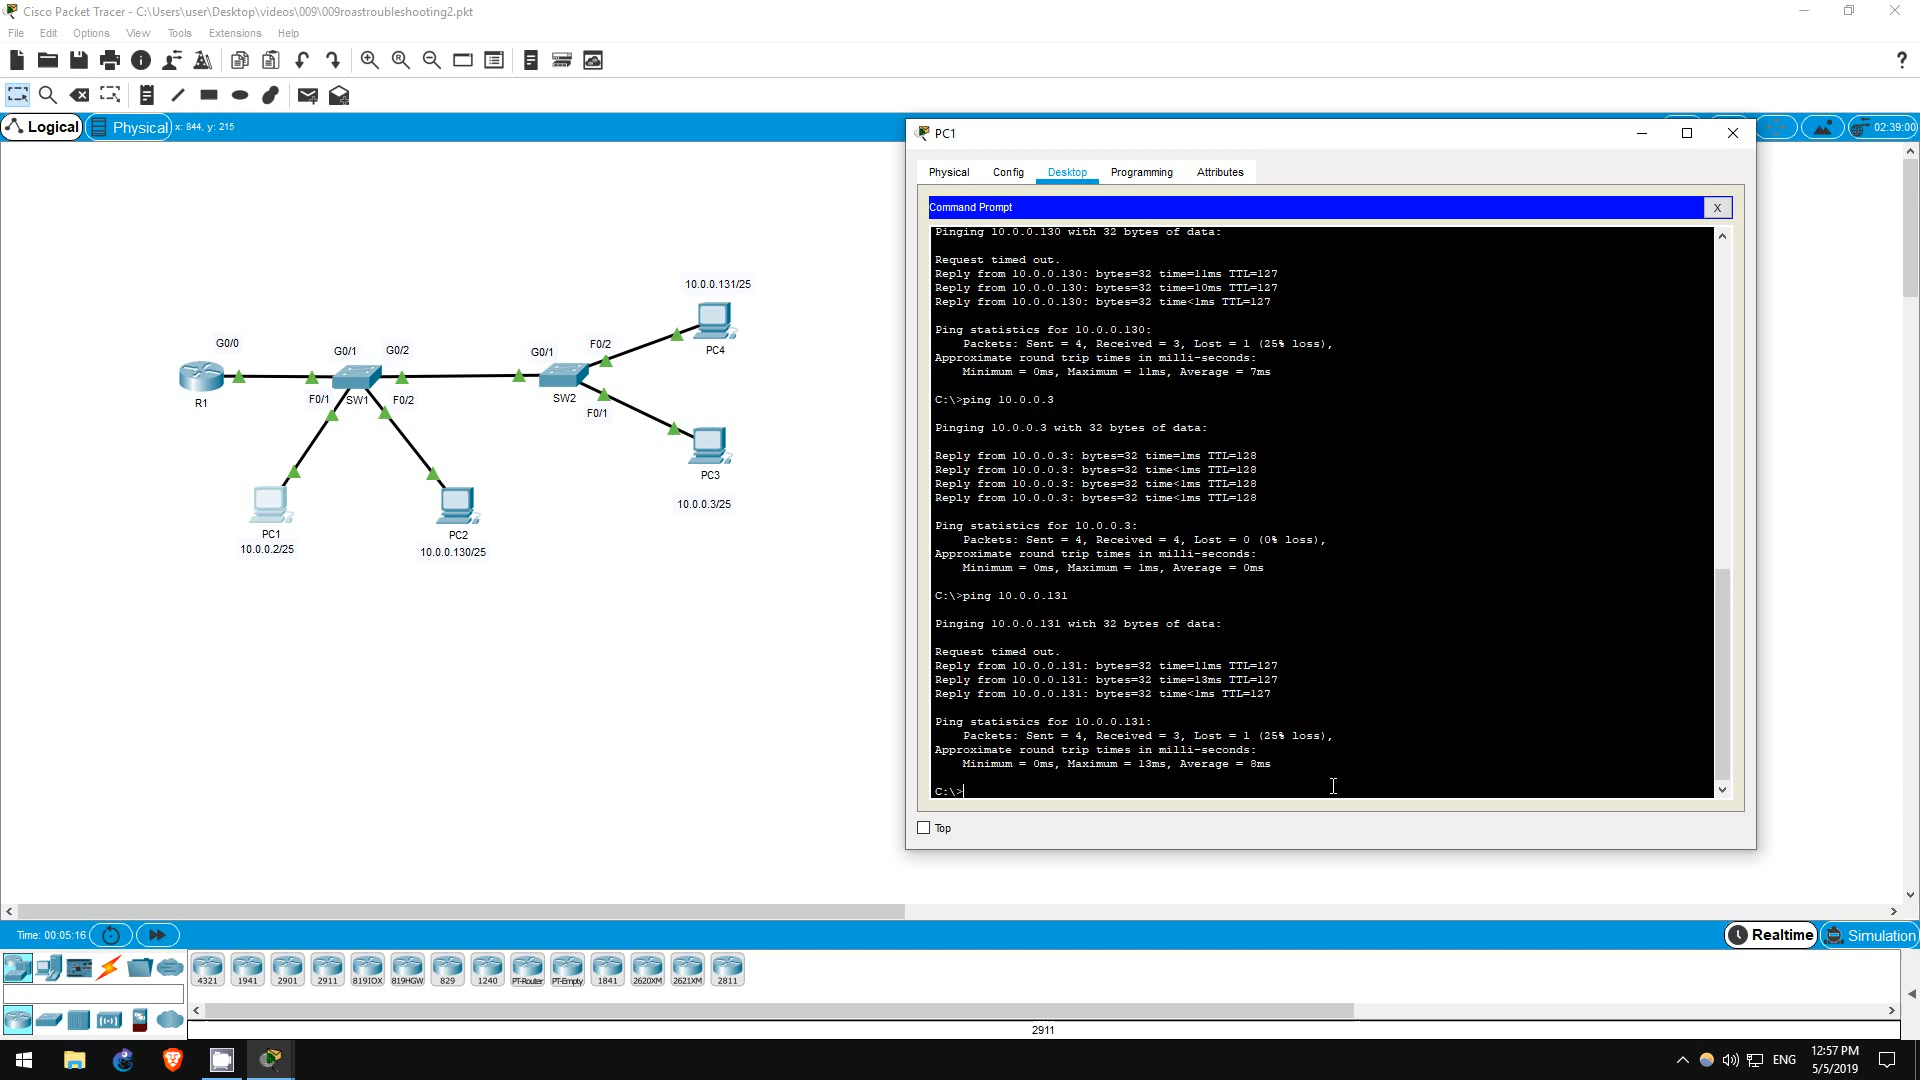 Cisco Packet Tracer - C:\Users\user\Desktop\videos\009\009roastroubleshooting2.pkt
File Edit Options View Tools Extensions Help
Logical Physical x: 844, y: 215
02:39:00
10.0.0.131/25
G0/0
G0/1
G0/2
G0/1
F0/2
PC4
R1
F0/1
SW1
F0/2
SW2
F0/1
PC3
10.0.0.3/25
PC1
10.0.0.2/25
PC2
10.0.0.130/25
PC1
Physical Config Desktop Programming Attributes
Command Prompt
X
Pinging 10.0.0.130 with 32 bytes of data:
Request timed out.
Reply from 10.0.0.130: bytes=32 time=11ms TTL=127
Reply from 10.0.0.130: bytes=32 time=10ms TTL=127
Reply from 10.0.0.130: bytes=32 time<1ms TTL=127
Ping statistics for 10.0.0.130:
Packets: Sent = 4, Received = 3, Lost = 1 (25% loss),
Approximate round trip times in milli-seconds:
Minimum = 0ms, Maximum = 11ms, Average = 7ms
C:\>ping 10.0.0.3
Pinging 10.0.0.3 with 32 bytes of data:
Reply from 10.0.0.3: bytes=32 time=1ms TTL=128
Reply from 10.0.0.3: bytes=32 time<1ms TTL=128
Reply from 10.0.0.3: bytes=32 time<1ms TTL=128
Reply from 10.0.0.3: bytes=32 time<1ms TTL=128
Ping statistics for 10.0.0.3:
Packets: Sent = 4, Received = 4, Lost = 0 (0% loss),
Approximate round trip times in milli-seconds:
Minimum = 0ms, Maximum = 1ms, Average = 0ms
C:\>ping 10.0.0.131
Pinging 10.0.0.131 with 32 bytes of data:
Request timed out.
Reply from 10.0.0.131: bytes=32 time=11ms TTL=127
Reply from 10.0.0.131: bytes=32 time=13ms TTL=127
Reply from 10.0.0.131: bytes=32 time<1ms TTL=127
Ping statistics for 10.0.0.131:
Packets: Sent = 4, Received = 3, Lost = 1 (25% loss),
Approximate round trip times in milli-seconds:
Minimum = 0ms, Maximum = 13ms, Average = 8ms
C:\>
Top
Time: 00:05:16
Realtime Simulation
4321 1941 2901 2911 819IOX 819HGW 829 1240 PT-Router PT-Empty 1841 2620XM 2621XM 2811
2911
ENG
12:57 PM
5/5/2019